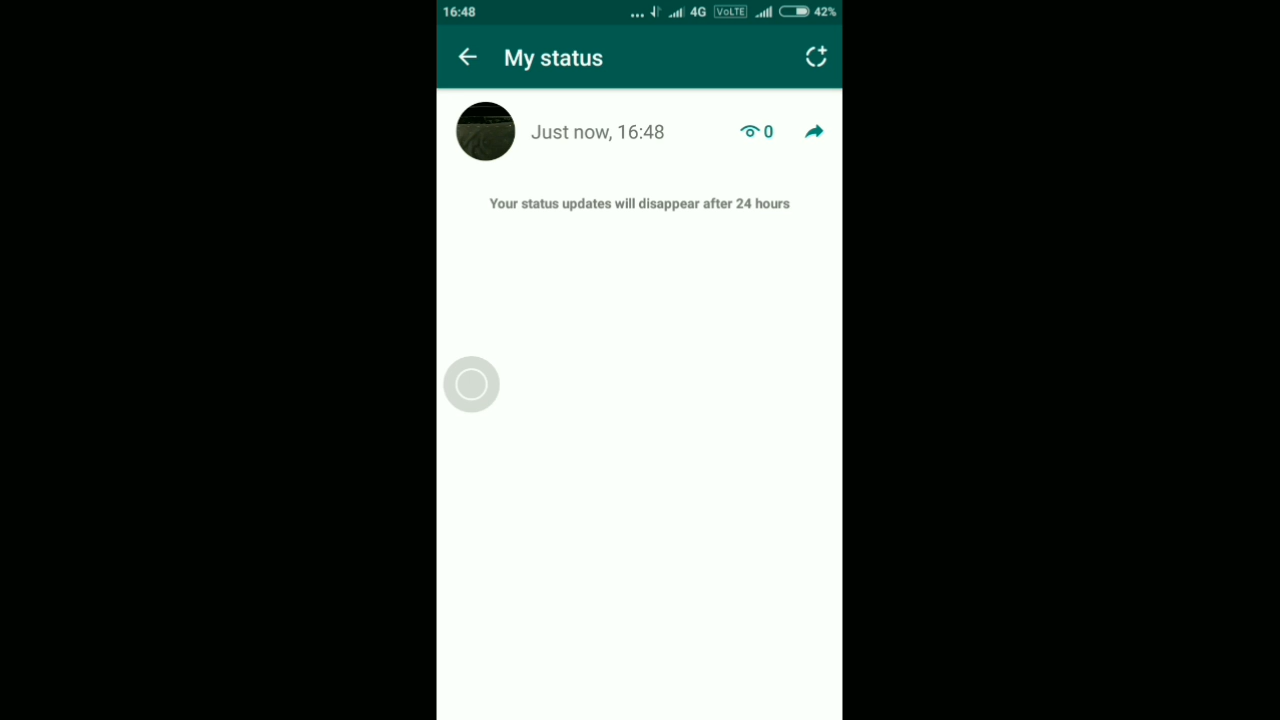 16:48 ... 4G VoLTE 42%
My status
Just now, 16:48 0
Your status updates will disappear after 24 hours